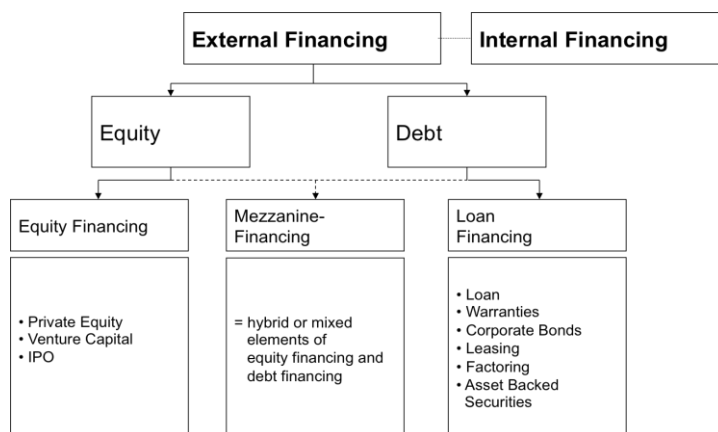 External Financing
Internal Financing
Equity
Debt
Equity Financing
Mezzanine-
Financing
Loan
Financing
• Private Equity
• Venture Capital
• IPO
= hybrid or mixed
elements of
equity financing and
debt financing
• Loan
• Warranties
• Corporate Bonds
• Leasing
• Factoring
• Asset Backed
Securities